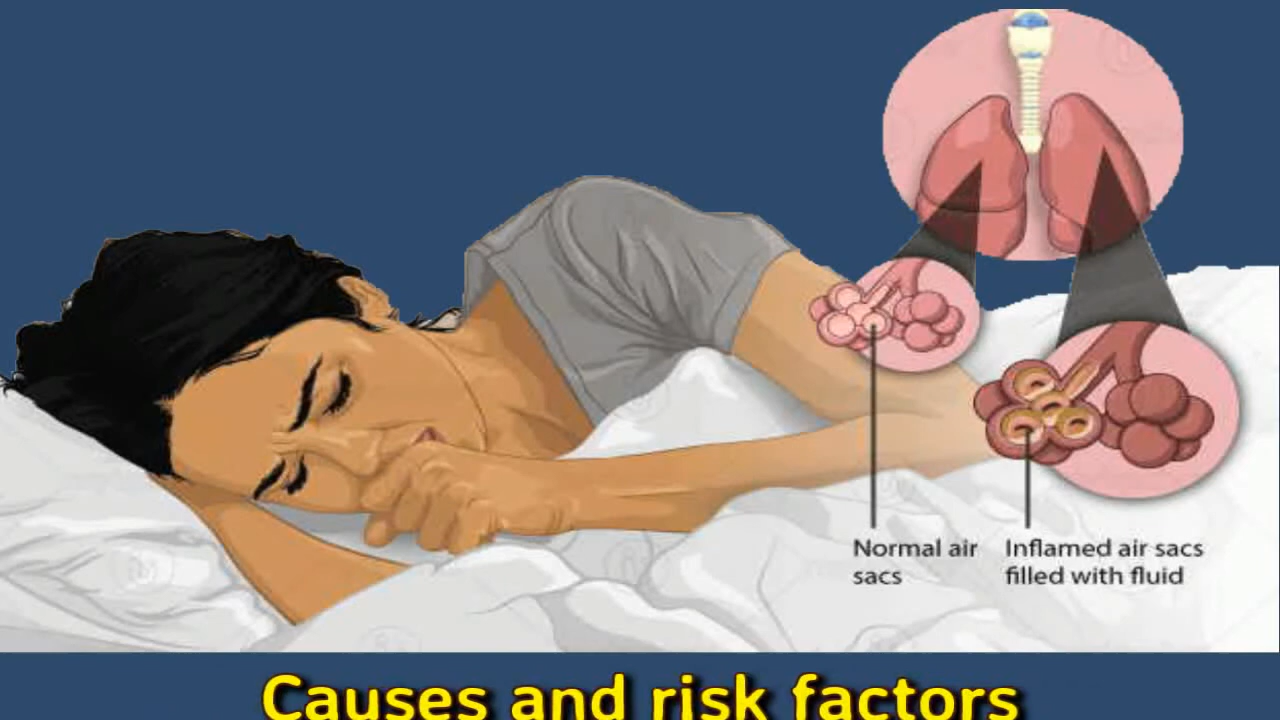 Normal air
sacs
Inflamed air sacs
filled with fluid
Causes and risk factors